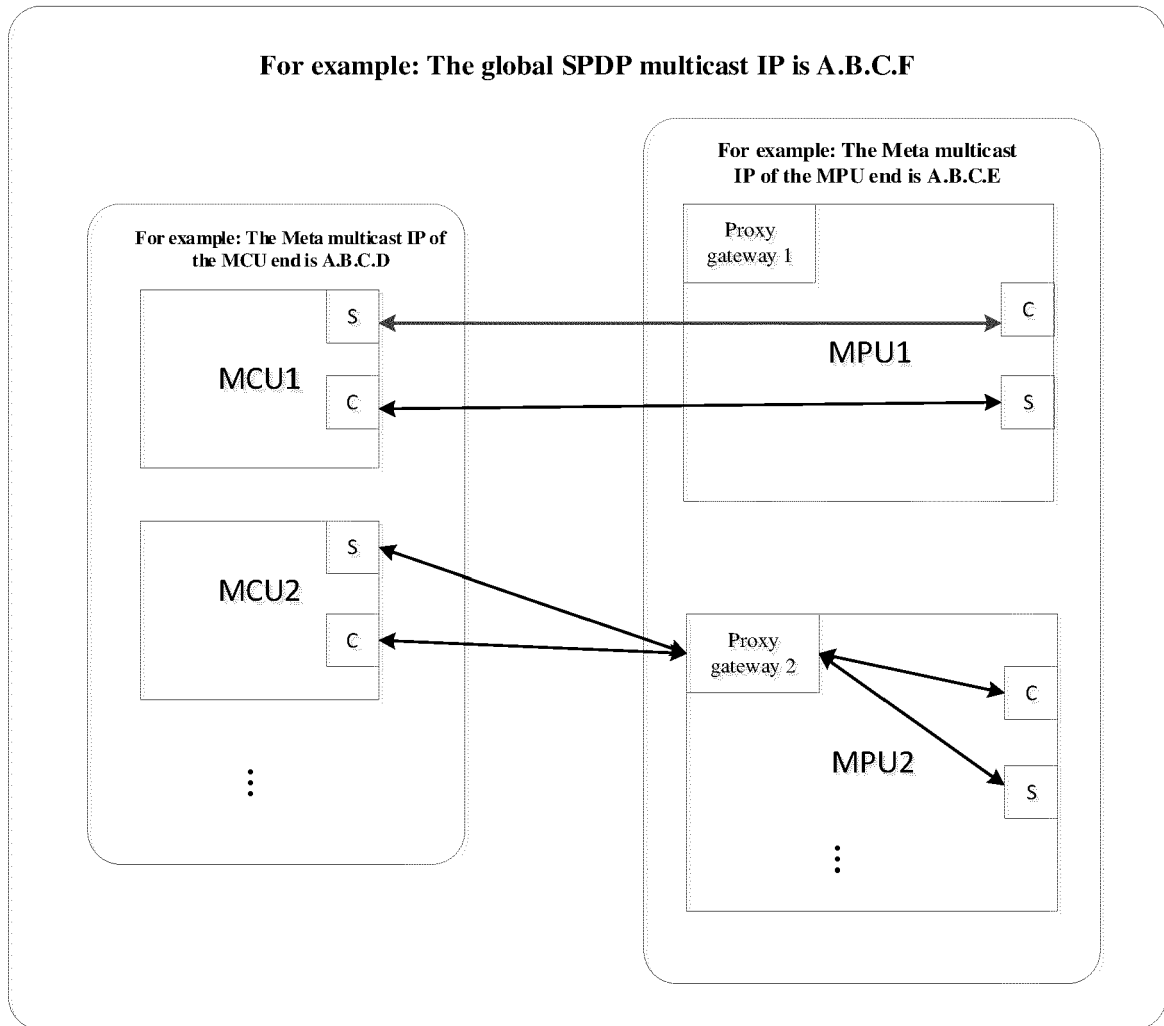 For example: The global SPDP multicast IP is A.B.C.F
For example: The Meta multicast
IP of the MPU end is A.B.C.E
For example: The Meta multicast IP of
the MCU end is A.B.C.D
Proxy
gateway 1
S
C
MCU1
MPU1
C
S
S
MCU2
C
Proxy
gateway 2
C
MPU2
S